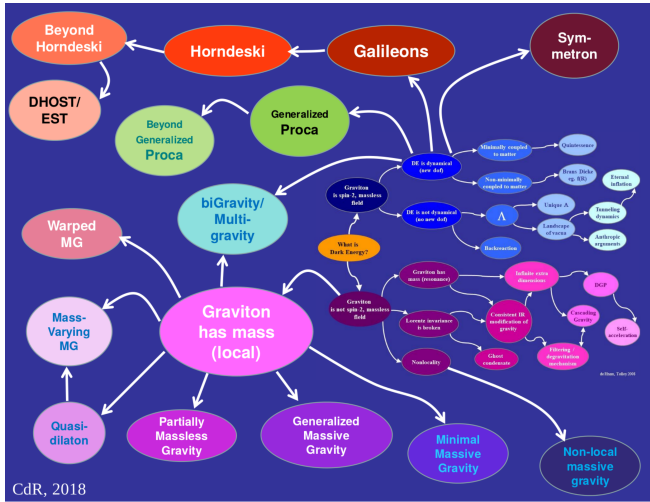 Beyond
Horndeski
Horndeski
Galileons
Sym-
metron
DHOST/
EST
Beyond
Generalized
Proca
Generalized
Proca
DE is dynamical
(new dof)
Minimally coupled
to matter
Quintessence
Non-minimally
coupled to matter
Brans Dicke
eg. f(R)
Eternal
inflation
Graviton
is spin-2, massless
field
biGravity/
Multi-
gravity
DE is not dynamical
(no new dof)
Λ
Unique Λ
Landscape
of vacua
Tunneling
dynamics
Anthropic
arguments
Backreaction
What is
Dark Energy?
Warped
MG
Graviton has
mass (resonance)
Infinite extra
dimensions
DGP
Graviton
is not spin-2, massless
field
Graviton
has mass
(local)
Lorentz invariance
is broken
Consistent IR
modification of
gravity
Cascading
Gravity
Self-
acceleration
Mass-
Varying
MG
Nonlocality
Ghost
condensate
Filtering /
degravitation
mechanism
deRham, Tolley 2008
Quasi-
dilaton
Partially
Massless
Gravity
Generalized
Massive
Gravity
Minimal
Massive
Gravity
Non-local
massive
gravity
CdR, 2018